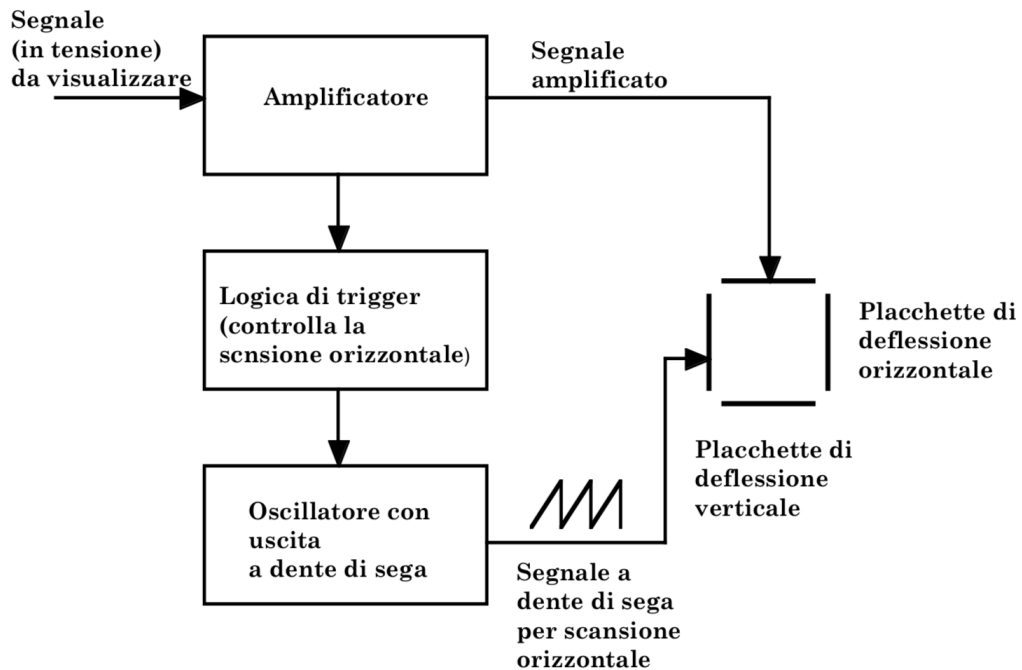 Segnale
(in tensione)
da visualizzare
Amplificatore
Segnale
amplificato
Logica di trigger
(controlla la
scnsione orizzontale)
Placchette di
deflessione
orizzontale
Placchette di
deflessione
verticale
Oscillatore con
uscita
a dente di sega
Segnale a
dente di sega
per scansione
orizzontale